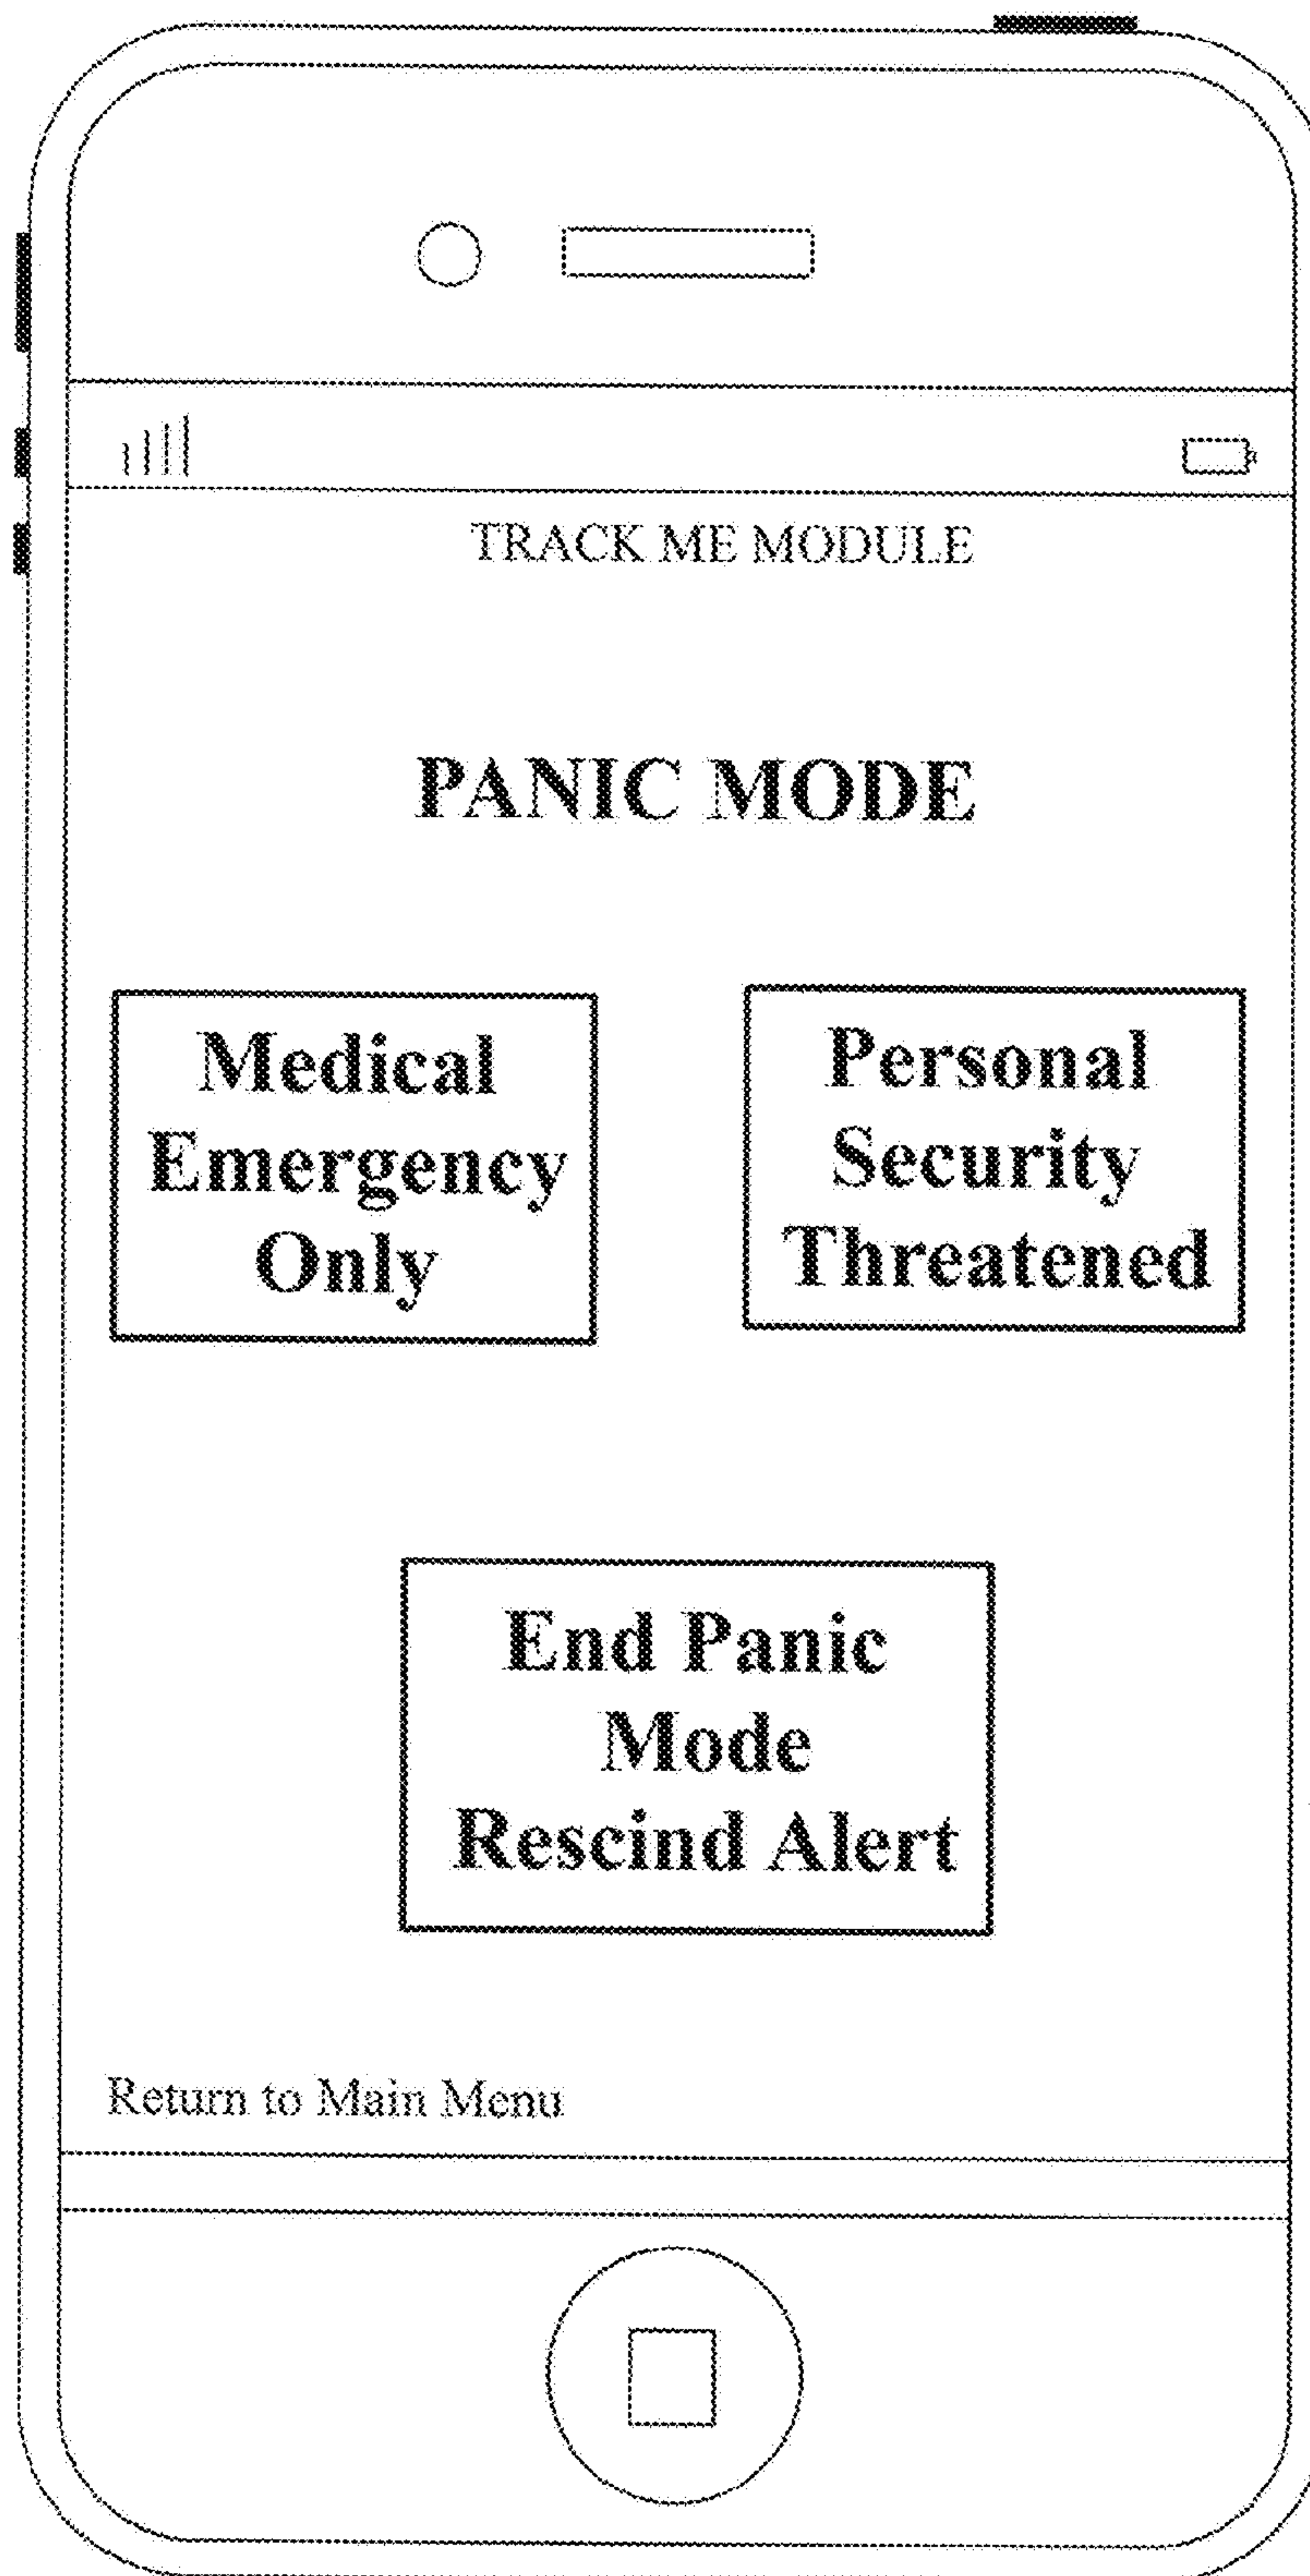 TRACK ME MODULE
PANIC MODE
Medical
Emergency
Only
Personal
Security
Threatened
End Panic
Mode
Rescind Alert
Return to Main Menu